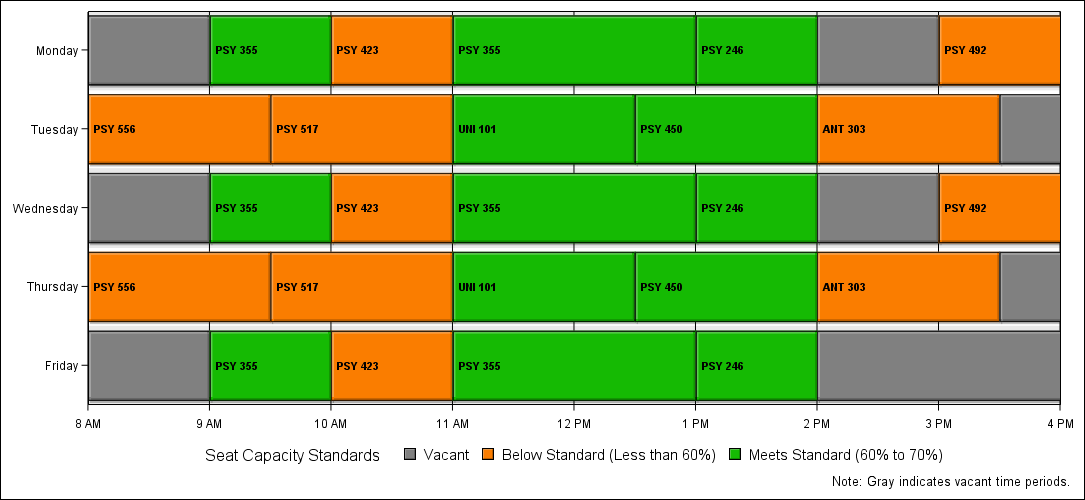 Monday PSY 355 PSY 423 PSY 355 PSY 246 PSY 492
Tuesday PSY 556 PSY 517 UNI 101 PSY 450 ANT 303
Wednesday PSY 355 PSY 423 PSY 355 PSY 246 PSY 492
Thursday PSY 556 PSY 517 UNI 101 PSY 450 ANT 303
Friday PSY 355 PSY 423 PSY 355 PSY 246
8 AM 9 AM 10 AM 11 AM 12 PM 1 PM 2 PM 3 PM 4 PM
Seat Capacity Standards Vacant Below Standard (Less than 60%) Meets Standard (60% to 70%)
Note: Gray indicates vacant time periods.